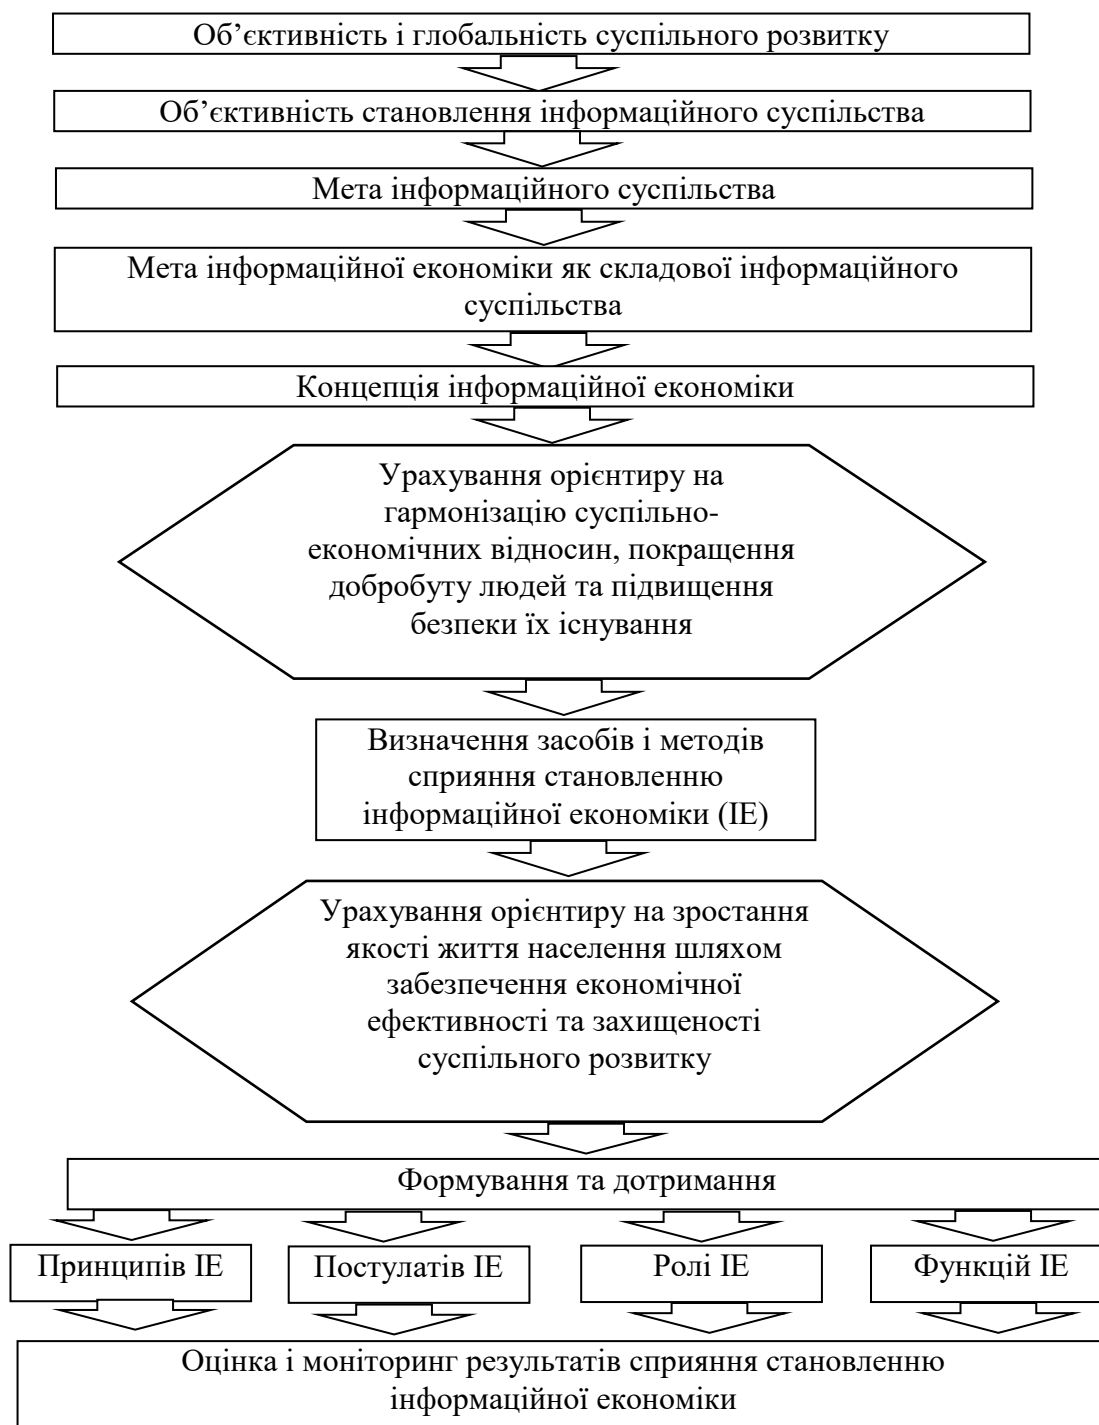 Об’єктивність і глобальність суспільного розвитку
Об’єктивність становлення інформаційного суспільства
Мета інформаційного суспільства
Мета інформаційної економіки як складової інформаційного
суспільства
Концепція інформаційної економіки
Урахування орієнтиру на
гармонізацію суспільно-
економічних відносин, покращення
добробуту людей та підвищення
безпеки їх існування
Визначення засобів і методів
сприяння становленню
інформаційної економіки (ІЕ)
Урахування орієнтиру на зростання
якості життя населення шляхом
забезпечення економічної
ефективності та захищеності
суспільного розвитку
Формування та дотримання
Принципів ІЕ
Постулатів ІЕ
Ролі ІЕ
Функцій ІЕ
Оцінка і моніторинг результатів сприяння становленню
інформаційної економіки